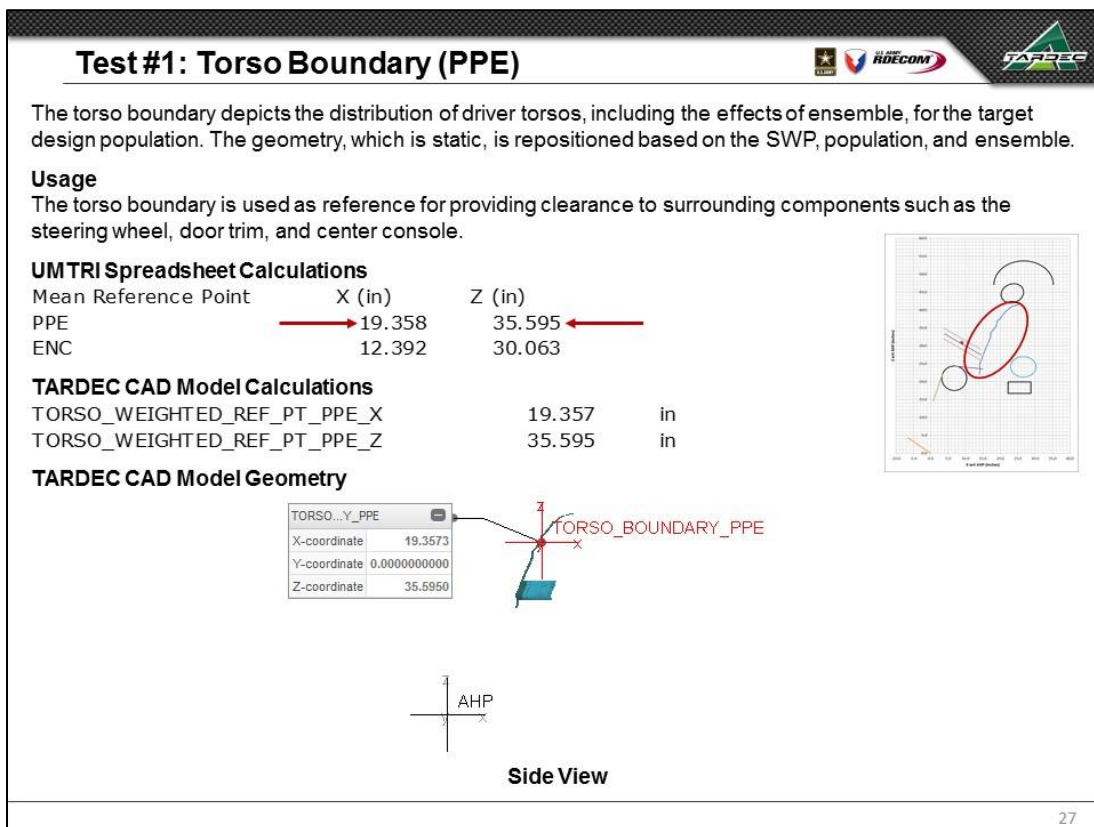 Test #1: Torso Boundary (PPE)
U.S. ARMY
U.S. ARMY
RDECOM
TARDEC
The torso boundary depicts the distribution of driver torsos, including the effects of ensemble, for the target
design population. The geometry, which is static, is repositioned based on the SWP, population, and ensemble.
Usage
The torso boundary is used as reference for providing clearance to surrounding components such as the
steering wheel, door trim, and center console.
UMTRI Spreadsheet Calculations
Mean Reference Point X (in) Z (in)
PPE 19.358 35.595
ENC 12.392 30.063
TARDEC CAD Model Calculations
TORSO_WEIGHTED_REF_PT_PPE_X 19.357 in
TORSO_WEIGHTED_REF_PT_PPE_Z 35.595 in
TARDEC CAD Model Geometry
TORSO...Y_PPE
X-coordinate 19.3573
Y-coordinate 0.0000000000
Z-coordinate 35.5950
Z
TORSO_BOUNDARY_PPE
X
Z
AHP
y X
Side View
27